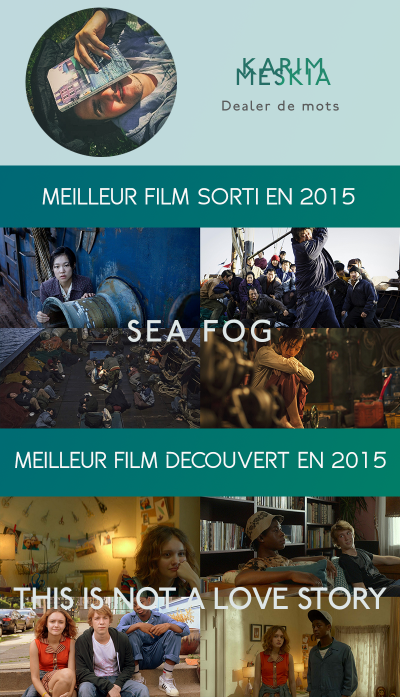 KARIM
MESKIA
Dealer de mots
MEILLEUR FILM SORTI EN 2015
SEA FOG
MEILLEUR FILM DECOUVERT EN 2015
THIS IS NOT A LOVE STORY